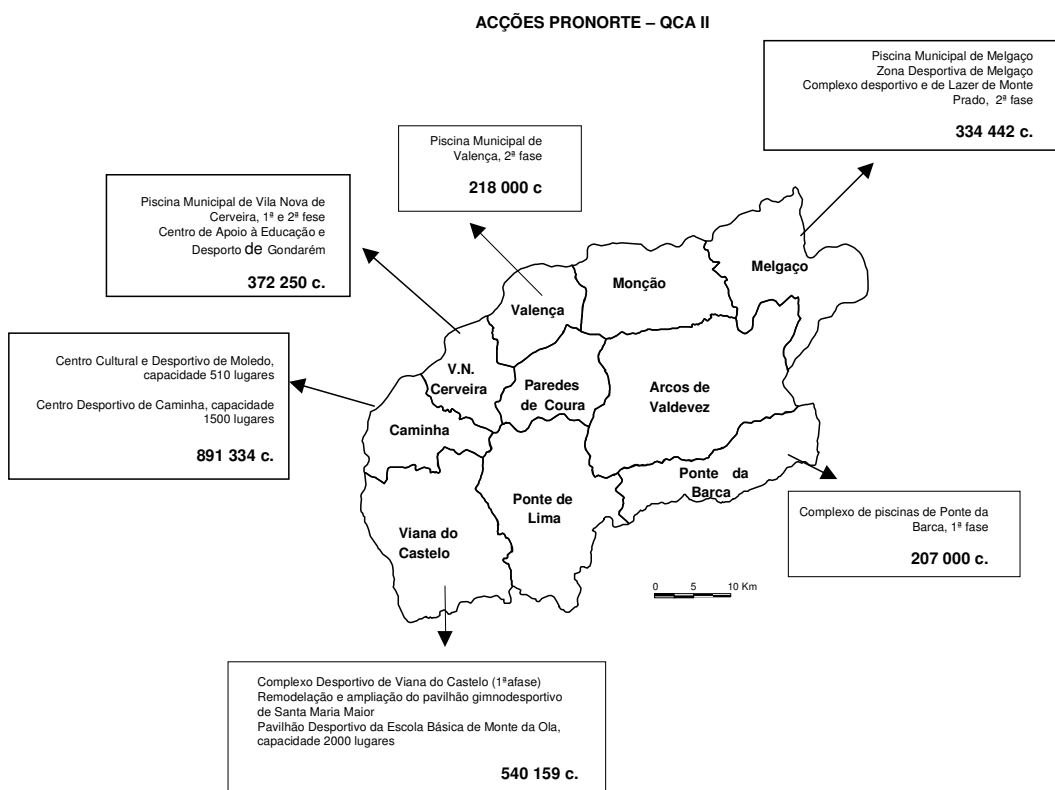 ACÇÕES PRONORTE – QCA II
Piscina Municipal de Melgaço
Zona Desportiva de Melgaço
Complexo desportivo e de Lazer de Monte
Prado, 2ª fase
334 442 c.
Piscina Municipal de
Valença, 2ª fase
218 000 c
Piscina Municipal de Vila Nova de
Cerveira, 1ª e 2ª fese
Centro de Apoio à Educação e
Desporto de Gondarém
372 250 c.
Centro Cultural e Desportivo de Moledo,
capacidade 510 lugares
Centro Desportivo de Caminha, capacidade
1500 lugares
891 334 c.
Melgaço
Monção
Valença
V.N.
Cerveira
Paredes
de Coura
Arcos de
Valdevez
Caminha
Ponte da
Barca
Ponte de
Lima
Viana do
Castelo
Complexo de piscinas de Ponte da
Barca, 1ª fase
207 000 c.
0 5 10 Km
Complexo Desportivo de Viana do Castelo (1ªafase)
Remodelação e ampliação do pavilhão gimnodesportivo
de Santa Maria Maior
Pavilhão Desportivo da Escola Básica de Monte da Ola,
capacidade 2000 lugares
540 159 c.